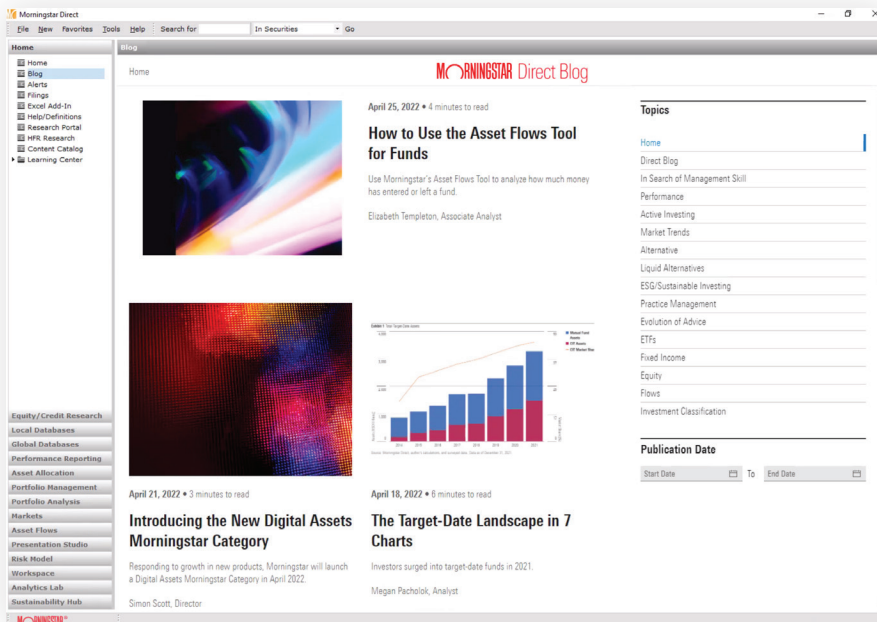 Morningstar Direct
File New Favorites Tools Help Search for In Securities Go
Home
Home
Blog
Alerts
Filings
Excel Add-In
Help/Definitions
Research Portal
HFR Research
Content Catalog
Learning Center
Equity/Credit Research
Local Databases
Global Databases
Performance Reporting
Asset Allocation
Portfolio Management
Portfolio Analysis
Markets
Asset Flows
Presentation Studio
Risk Model
Workspace
Analytics Lab
Sustainability Hub
MORNINGSTAR®
Blog
Home
MORNINGSTAR Direct Blog
April 25, 2022 • 4 minutes to read
How to Use the Asset Flows Tool
for Funds
Use Morningstar's Asset Flows Tool to analyze how much money
has entered or left a fund.
Elizabeth Templeton, Associate Analyst
April 21, 2022 • 3 minutes to read
Introducing the New Digital Assets
Morningstar Category
Responding to growth in new products, Morningstar will launch
a Digital Assets Morningstar Category in April 2022.
Simon Scott, Director
2014 2015 2016 2017 2018 2019 2020 2021
April 18, 2022 • 6 minutes to read
The Target-Date Landscape in 7
Charts
Investors surged into target-date funds in 2021.
Megan Pacholok, Analyst
Topics
Home
Direct Blog
In Search of Management Skill
Performance
Active Investing
Market Trends
Alternative
Liquid Alternatives
ESG/Sustainable Investing
Practice Management
Evolution of Advice
ETFs
Fixed Income
Equity
Flows
Investment Classification
Publication Date
Start Date To End Date